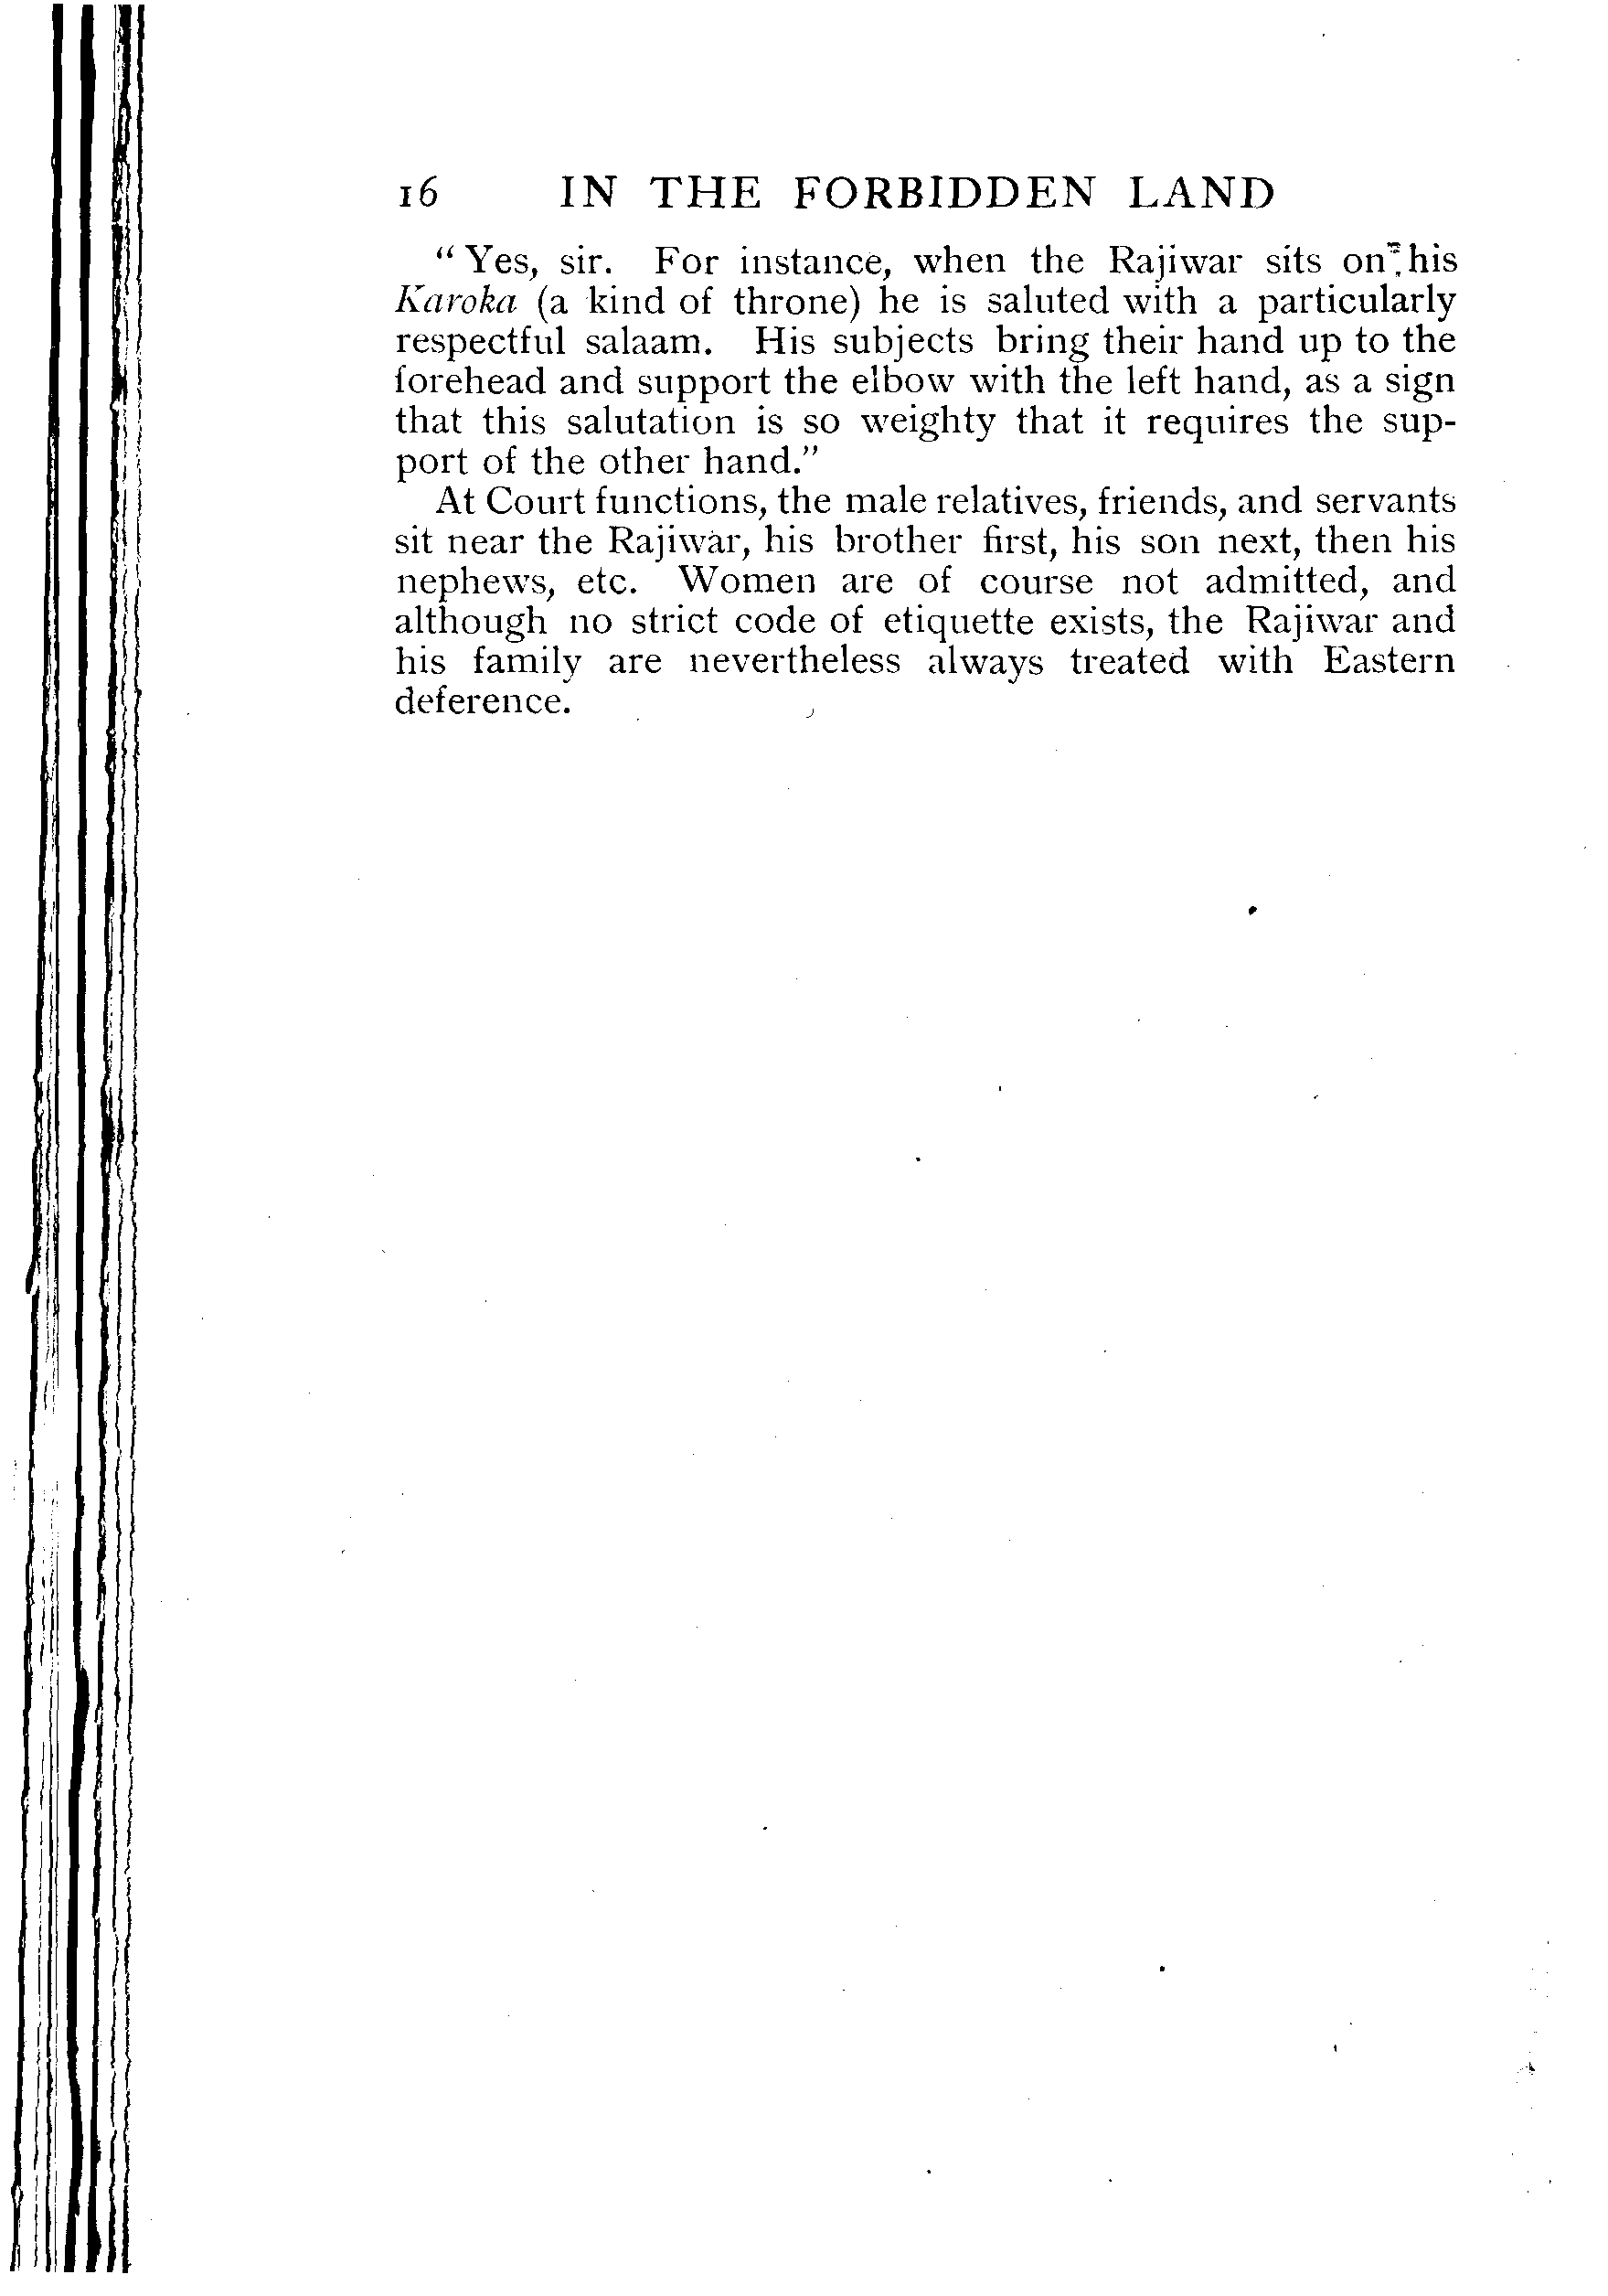 16 IN THE FORBIDDEN LAND
“Yes, sir. For instance, when the Rajiwar sits on his
Karoka (a kind of throne) he is saluted with a particularly
respectful salaam. His subjects bring their hand up to the
forehead and support the elbow with the left hand, as a sign
that this salutation is so weighty that it requires the sup-
port of the other hand.”
At Court functions, the male relatives, friends, and servants
sit near the Rajiwar, his brother first, his son next, then his
nephews, etc. Women are of course not admitted, and
although no strict code of etiquette exists, the Rajiwar and
his family are nevertheless always treated with Eastern
deference.